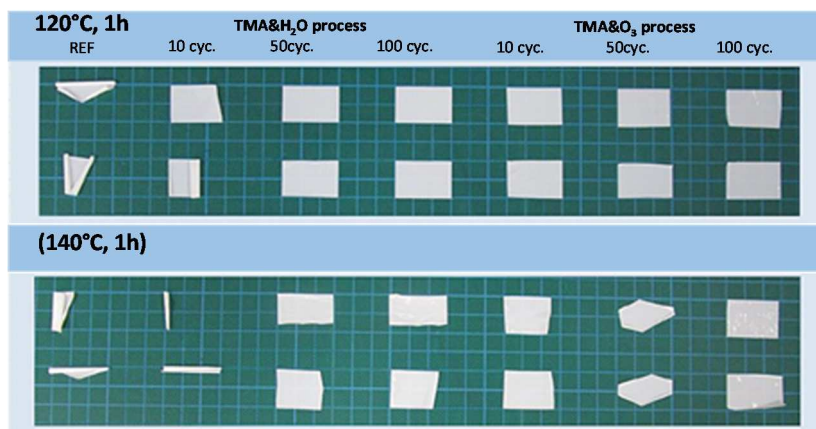 120°C, 1h TMA&H₂O process TMA&O₃ process
REF 10 cyc. 50cyc. 100 cyc. 10 cyc. 50cyc. 100 cyc.
(140°C, 1h)